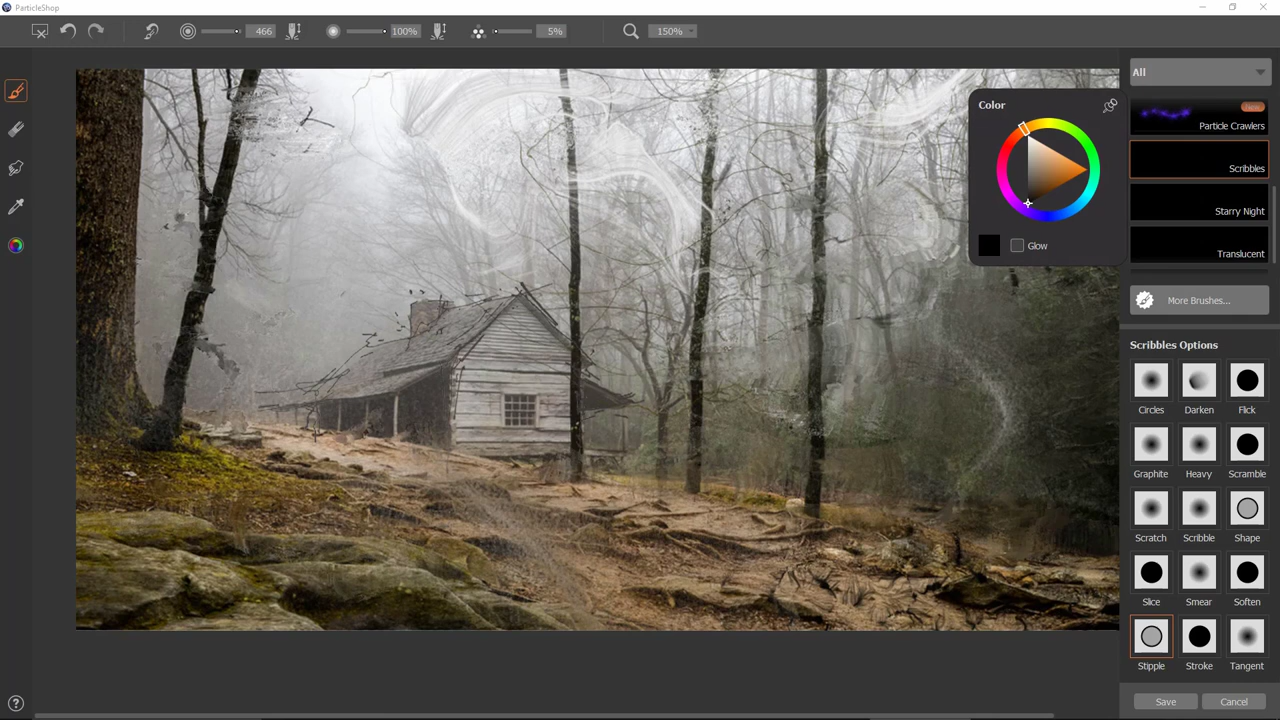 ParticleShop
466
100%
5%
150%
All
Color
Glow
Particle Crawlers
Scribbles
Starry Night
Translucent
More Brushes...
Scribbles Options
Circles Darken Flick
Graphite Heavy Scramble
Scratch Scribble Shape
Slice Smear Soften
Stipple Stroke Tangent
Save Cancel